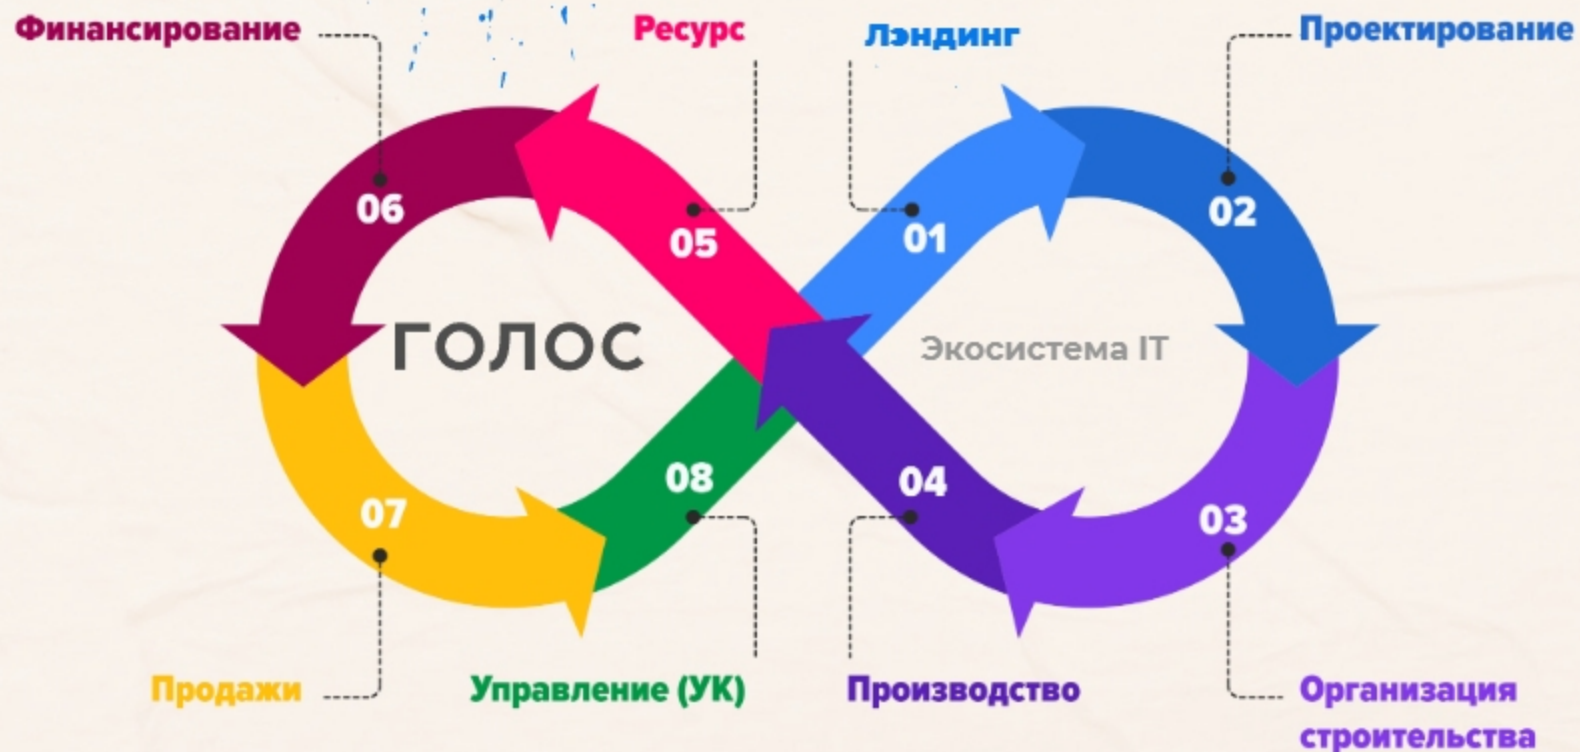 Финансирование
Ресурс
Лэндинг
Проектирование
06
05
01
02
ГОЛОС
Экосистема IT
07
08
04
03
Продажи
Управление (УК)
Производство
Организация
строительства